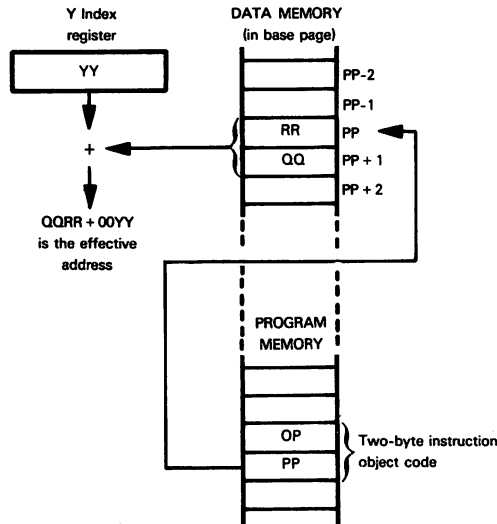 Y Index
register
YY
+
QQRR + 00YY
is the effective
address
DATA MEMORY
(in base page)
PP-2
PP-1
RR
PP
QQ
PP + 1
PP + 2
PROGRAM
MEMORY
OP
PP
Two-byte instruction
object code